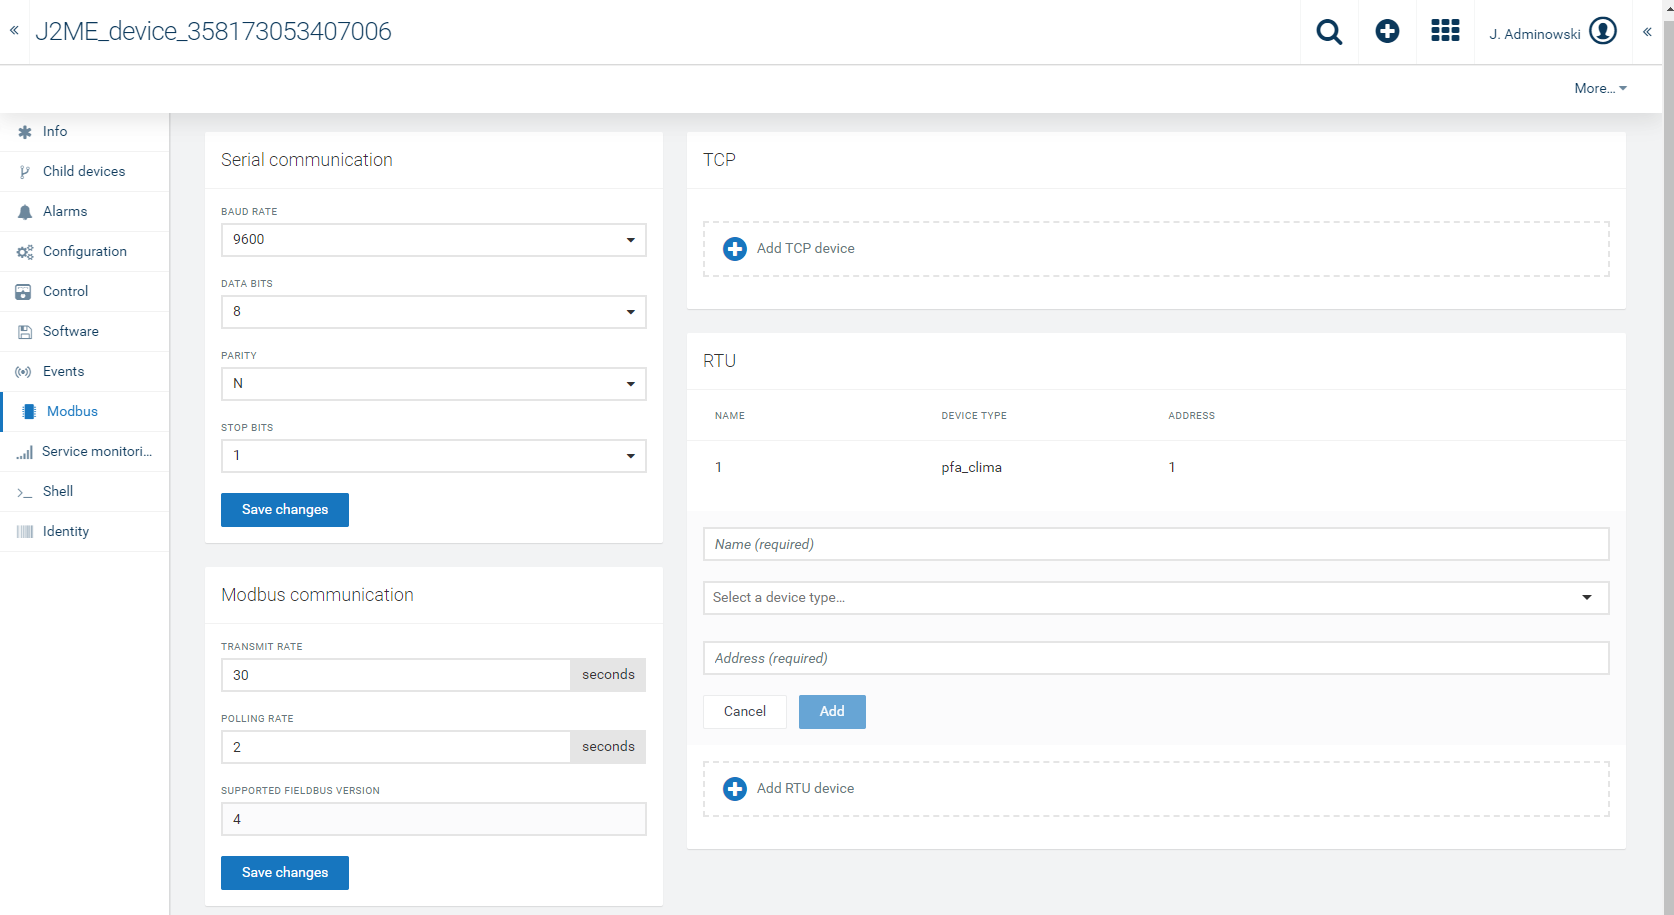 J2ME_device_358173053407006
J. Adminowski
More...
Info
Child devices
Alarms
Configuration
Control
Software
Events
Modbus
Service monitori...
Shell
Identity
Serial communication
BAUD RATE
9600
DATA BITS
8
PARITY
N
STOP BITS
1
Save changes
Modbus communication
TRANSMIT RATE
30 seconds
POLLING RATE
2 seconds
SUPPORTED FIELDBUS VERSION
4
Save changes
TCP
Add TCP device
RTU
NAME DEVICE TYPE ADDRESS
1 pfa_clima 1
Name (required)
Select a device type...
Address (required)
Cancel Add
Add RTU device